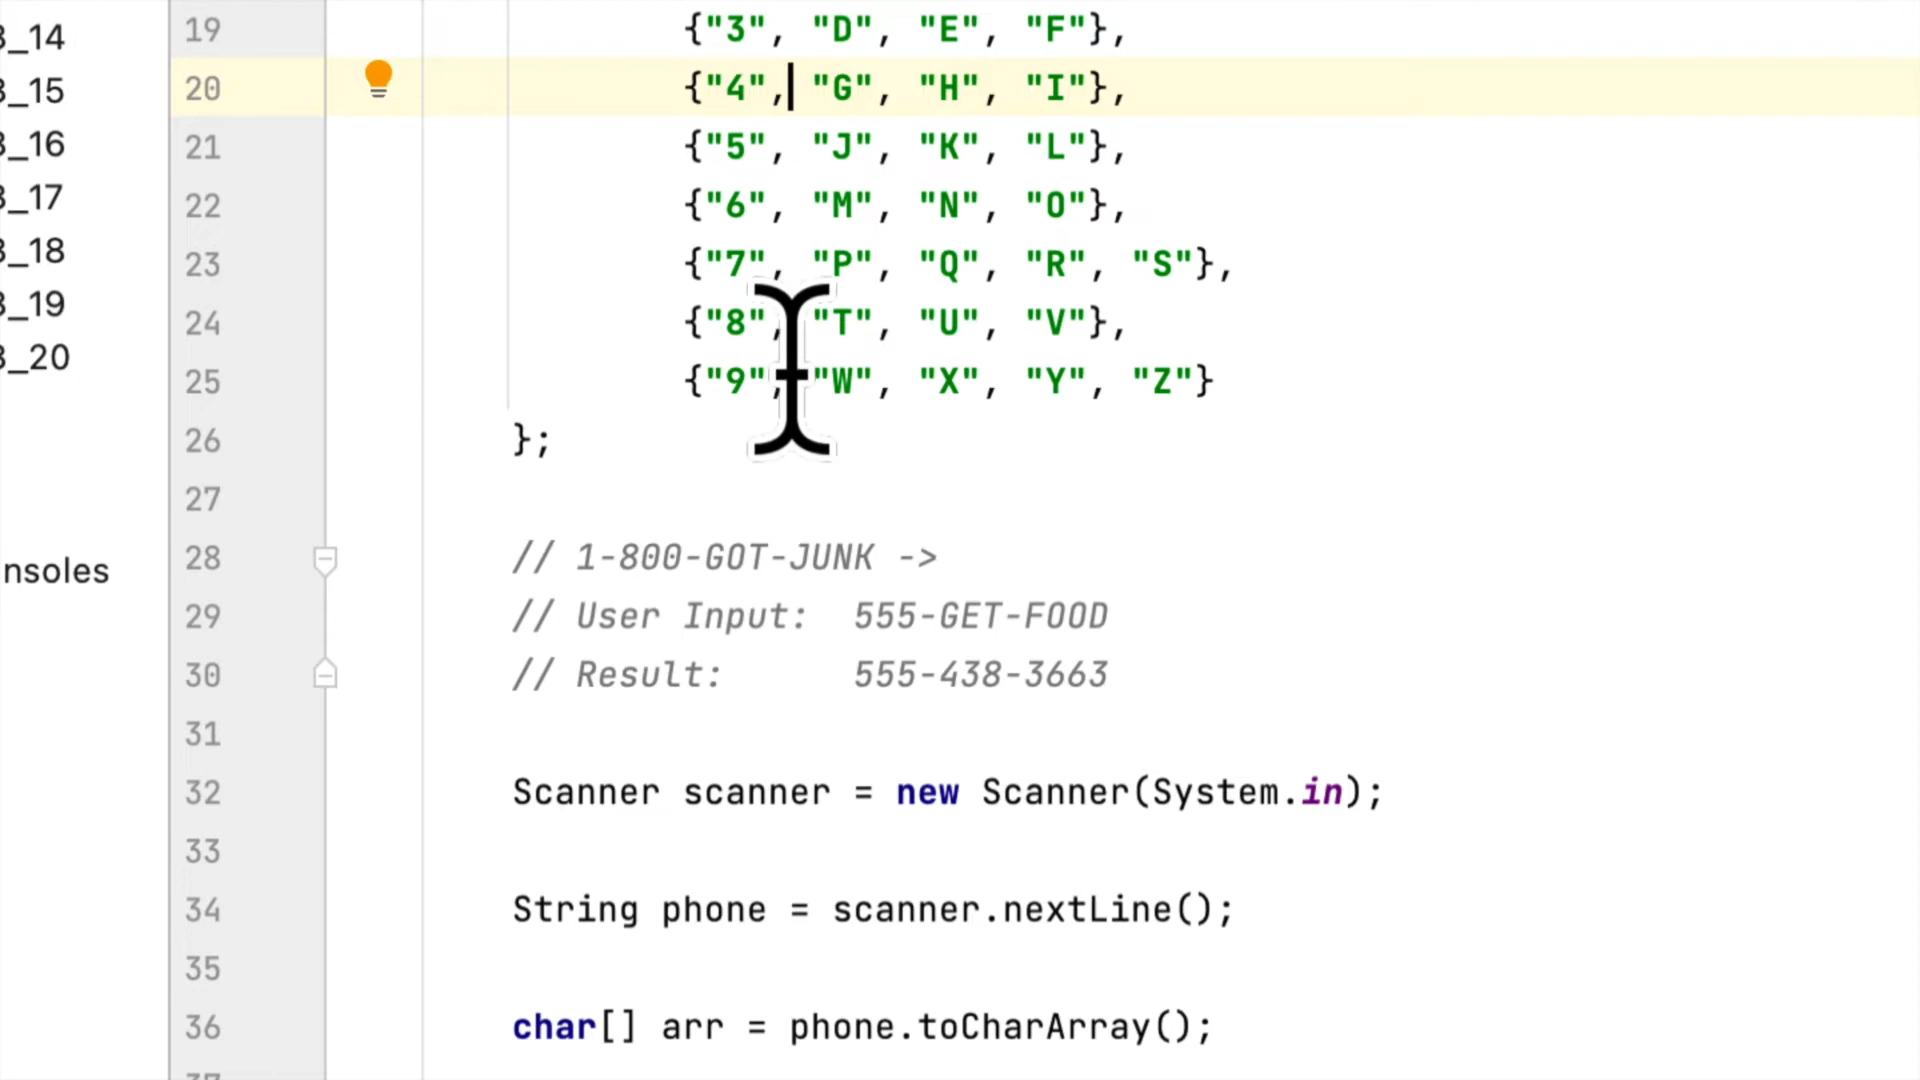 3_14
3_15
3_16
3_17
3_18
3_19
3_20
nsoles
19 {"3", "D", "E", "F"},
20 {"4", "G", "H", "I"},
21 {"5", "J", "K", "L"},
22 {"6", "M", "N", "O"},
23 {"7", "P", "Q", "R", "S"},
24 {"8", "T", "U", "V"},
25 {"9", "W", "X", "Y", "Z"}
26 };
27
28 // 1-800-GOT-JUNK ->
29 // User Input:  555-GET-FOOD
30 // Result:      555-438-3663
31
32 Scanner scanner = new Scanner(System.in);
33
34 String phone = scanner.nextLine();
35
36 char[] arr = phone.toCharArray();